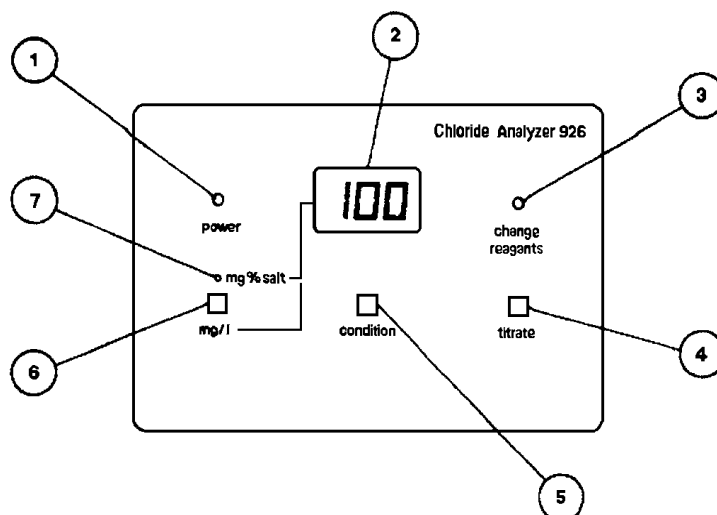 1
2
3
Chloride Analyzer 926
100
power
change
reagants
7
mg% salt
mg/l
condition
titrate
6
4
5